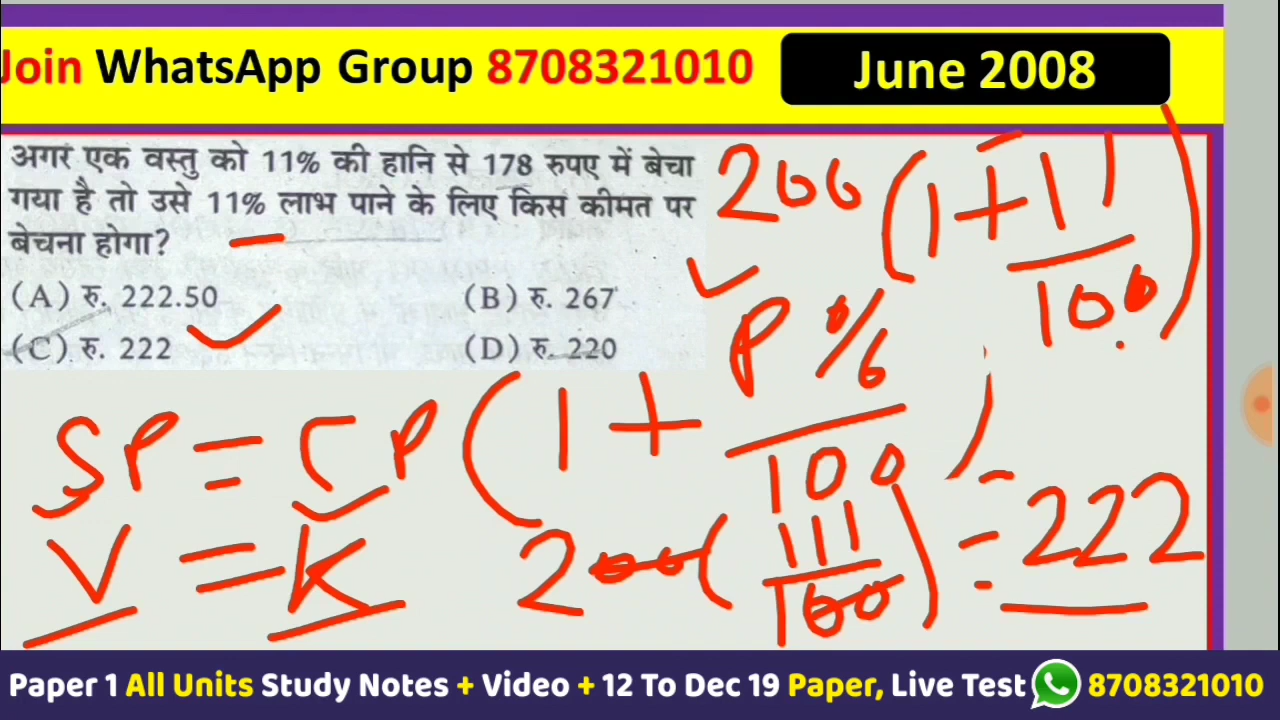 Join WhatsApp Group 8708321010
June 2008
अगर एक वस्तु को 11% की हानि से 178 रुपए में बेचा
गया है तो उसे 11% लाभ पाने के लिए किस कीमत पर
बेचना होगा?
(A) रु. 222.50
(B) रु. 267
(C) रु. 222
(D) रु. 220
200 (1 + 11/100)
SP = CP (1 + P%/100)
V = K
200 (111/100) = 222
Paper 1 All Units Study Notes + Video + 12 To Dec 19 Paper, Live Test 8708321010